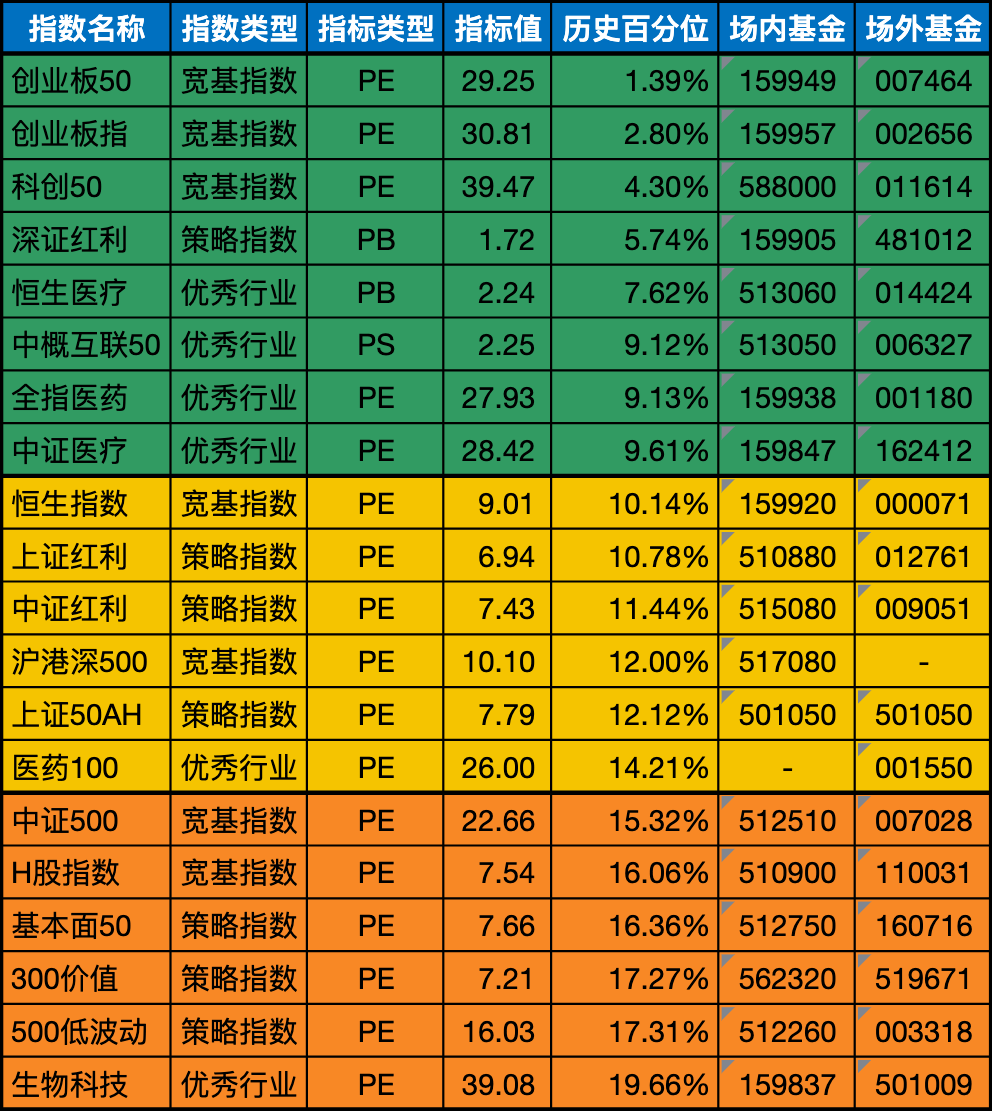 指数名称 指数类型 指标类型 指标值 历史百分位 场内基金 场外基金
创业板50 宽基指数 PE 29.25 1.39% 159949 007464
创业板指 宽基指数 PE 30.81 2.80% 159957 002656
科创50 宽基指数 PE 39.47 4.30% 588000 011614
深证红利 策略指数 PB 1.72 5.74% 159905 481012
恒生医疗 优秀行业 PB 2.24 7.62% 513060 014424
中概互联50 优秀行业 PS 2.25 9.12% 513050 006327
全指医药 优秀行业 PE 27.93 9.13% 159938 001180
中证医疗 优秀行业 PE 28.42 9.61% 159847 162412
恒生指数 宽基指数 PE 9.01 10.14% 159920 000071
上证红利 策略指数 PE 6.94 10.78% 510880 012761
中证红利 策略指数 PE 7.43 11.44% 515080 009051
沪港深500 宽基指数 PE 10.10 12.00% 517080 -
上证50AH 策略指数 PE 7.79 12.12% 501050 501050
医药100 优秀行业 PE 26.00 14.21% - 001550
中证500 宽基指数 PE 22.66 15.32% 512510 007028
H股指数 宽基指数 PE 7.54 16.06% 510900 110031
基本面50 策略指数 PE 7.66 16.36% 512750 160716
300价值 策略指数 PE 7.21 17.27% 562320 519671
500低波动 策略指数 PE 16.03 17.31% 512260 003318
生物科技 优秀行业 PE 39.08 19.66% 159837 501009